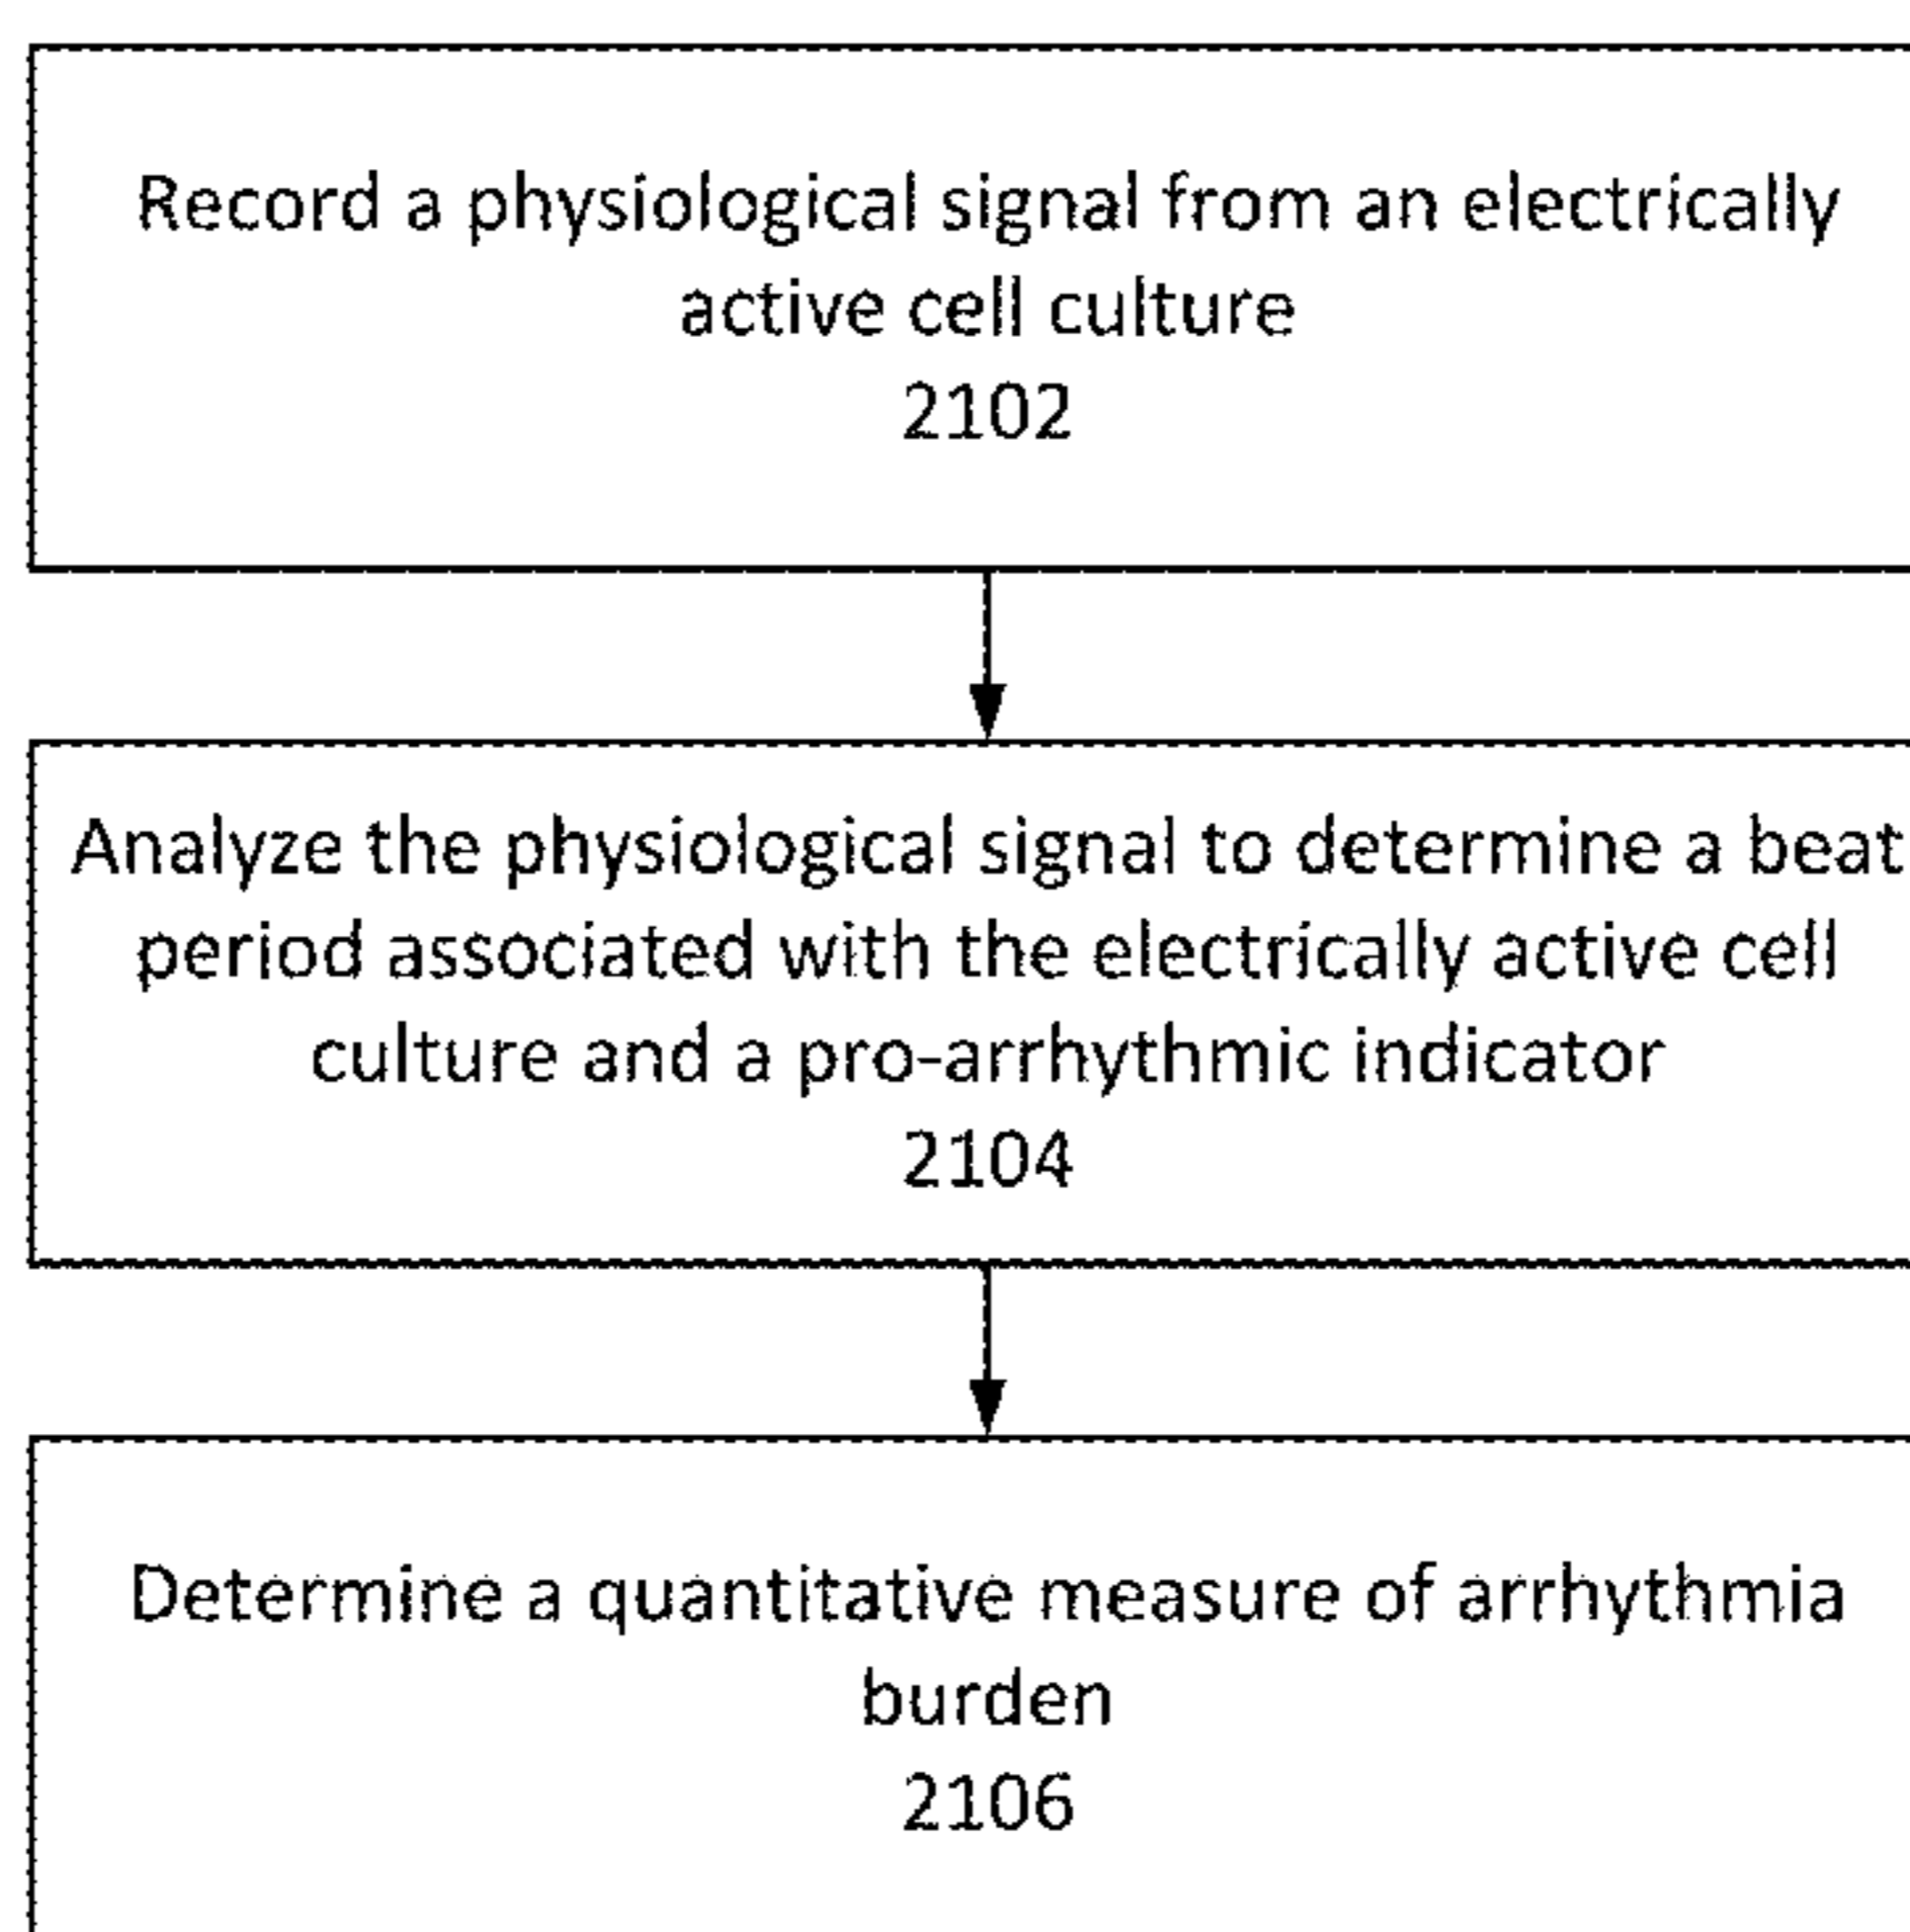 Record a physiological signal from an electrically
active cell culture
2102
Analyze the physiological signal to determine a beat
period associated with the electrically active cell
culture and a pro-arrhythmic indicator
2104
Determine a quantitative measure of arrhythmia
burden
2106